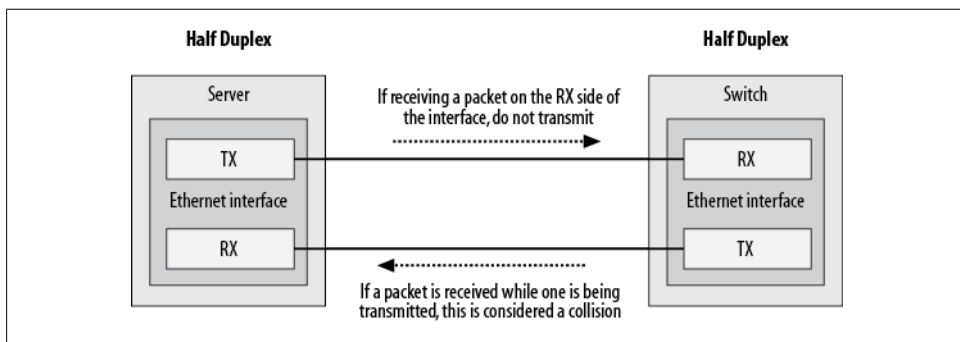 Half Duplex
Half Duplex
Server
If receiving a packet on the RX side of
the interface, do not transmit
Switch
TX
RX
Ethernet interface
Ethernet interface
RX
TX
If a packet is received while one is being
transmitted, this is considered a collision